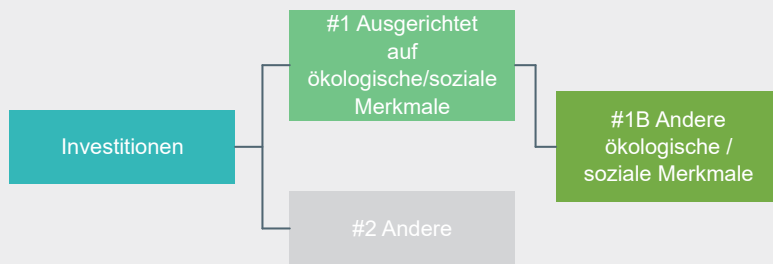 #1 Ausgerichtet
auf
ökologische/soziale
Merkmale
Investitionen
#1B Andere
ökologische /
soziale Merkmale
#2 Andere